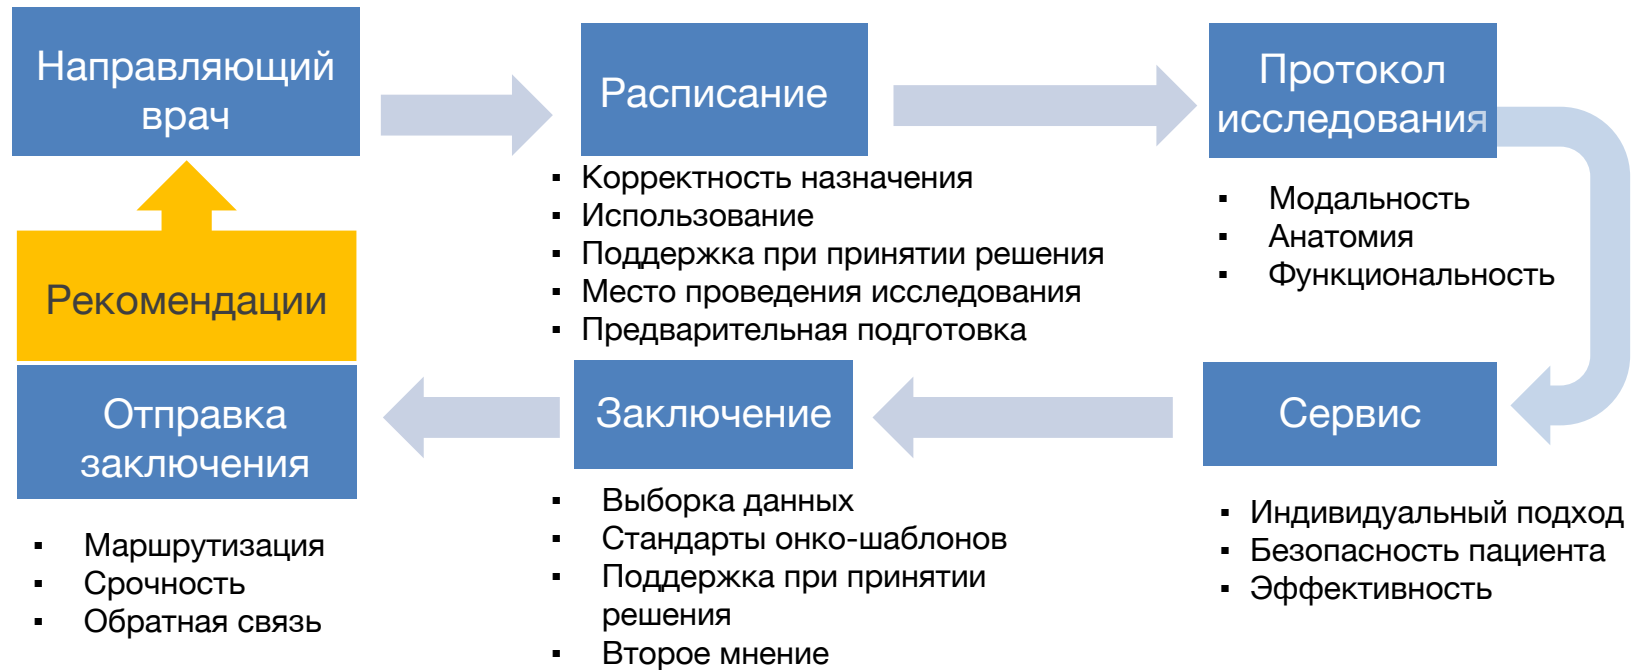 Направляющий
врач
Расписание
▪ Корректность назначения
▪ Использование
▪ Поддержка при принятии решения
▪ Место проведения исследования
▪ Предварительная подготовка
Протокол
исследования
▪ Модальность
▪ Анатомия
▪ Функциональность
Сервис
▪ Индивидуальный подход
▪ Безопасность пациента
▪ Эффективность
Заключение
▪ Выборка данных
▪ Стандарты онко-шаблонов
▪ Поддержка при принятии
решения
▪ Второе мнение
Отправка
заключения
▪ Маршрутизация
▪ Срочность
▪ Обратная связь
Рекомендации